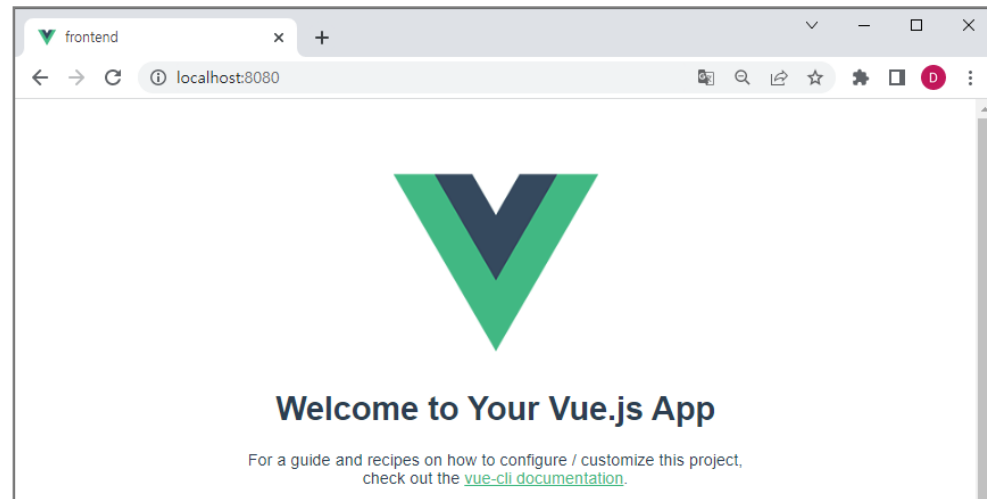 frontend
localhost:8080
D
Welcome to Your Vue.js App
For a guide and recipes on how to configure / customize this project,
check out the vue-cli documentation.